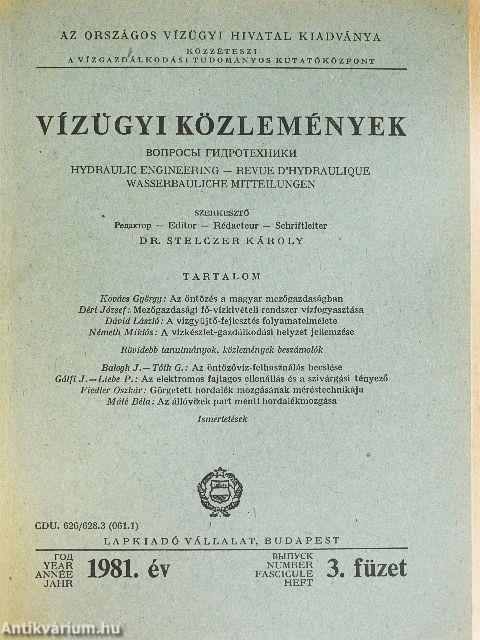 AZ ORSZÁGOS VÍZÜGYI HIVATAL KIADVÁNYA
KÖZZÉTESZI
A VÍZGAZDÁLKODÁSI TUDOMÁNYOS KUTATÓKÖZPONT
VÍZÜGYI KÖZLEMÉNYEK
ВОПРОСЫ ГИДРОТЕХНИКИ
HYDRAULIC ENGINEERING — REVUE D'HYDRAULIQUE
WASSERBAULICHE MITTEILUNGEN
SZERKESZTŐ
Редактор — Editor — Rédacteur — Schriftleiter
DR. STELCZER KÁROLY
TARTALOM
Kovács György: Az öntözés a magyar mezőgazdaságban
Déri József: Mezőgazdasági fő-vízkivételi rendszer vízfogyasztása
Dávid László: A vízgyűjtő-fejlesztés folyamatelmélete
Németh Miklós: A vízkészlet-gazdálkodási helyzet jellemzése
Rövidebb tanulmányok, közlemények beszámolók
Balogh J.—Tóth G.: Az öntözővíz-felhasználás becslése
Gálfi J.—Liebe P.: Az elektromos fajlagos ellenállás és a szivárgási tényező
Fiedler Oszkár: Görgetett hordalék mozgásának méréstechnikája
Máté Béla: Az állóvizek part menti hordalékmozgása
Ismertetések
CDU. 626/628.3 (061.1)
LAPKIADÓ VÁLLALAT, BUDAPEST
ГОД
YEAR
ANNÉE
JAHR
1981. év
ВЫПУСК
NUMBER
FASCICULE
HEFT
3. füzet
Antikvárium.hu